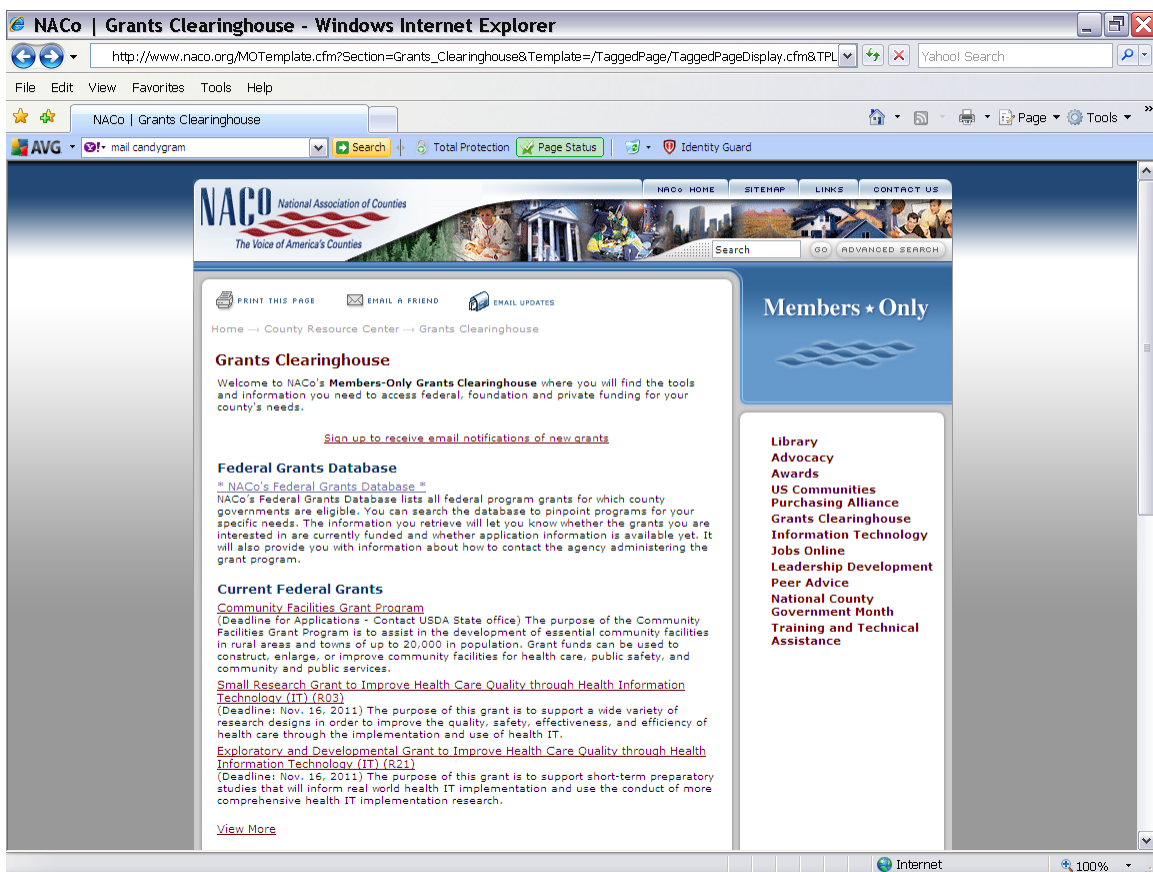 NACo | Grants Clearinghouse - Windows Internet Explorer
http://www.naco.org/MOTemplate.cfm?Section=Grants_Clearinghouse&Template=/TaggedPage/TaggedPageDisplay.cfm&TPL
Yahoo! Search
File Edit View Favorites Tools Help
NACo | Grants Clearinghouse
Page Tools »
AVG Y! mail candygram Search Total Protection Page Status Identity Guard
NACo HOME SITEMAP LINKS CONTACT US
NACo National Association of Counties
The Voice of America's Counties
Search GO ADVANCED SEARCH
PRINT THIS PAGE EMAIL A FRIEND EMAIL UPDATES
Home → County Resource Center → Grants Clearinghouse
Grants Clearinghouse
Welcome to NACo's Members-Only Grants Clearinghouse where you will find the tools
and information you need to access federal, foundation and private funding for your
county's needs.
Sign up to receive email notifications of new grants
Federal Grants Database
* NACo's Federal Grants Database *
NACo's Federal Grants Database lists all federal program grants for which county
governments are eligible. You can search the database to pinpoint programs for your
specific needs. The information you retrieve will let you know whether the grants you are
interested in are currently funded and whether application information is available yet. It
will also provide you with information about how to contact the agency administering the
grant program.
Current Federal Grants
Community Facilities Grant Program
(Deadline for Applications - Contact USDA State office) The purpose of the Community
Facilities Grant Program is to assist in the development of essential community facilities
in rural areas and towns of up to 20,000 in population. Grant funds can be used to
construct, enlarge, or improve community facilities for health care, public safety, and
community and public services.
Small Research Grant to Improve Health Care Quality through Health Information
Technology (IT) (R03)
(Deadline: Nov. 16, 2011) The purpose of this grant is to support a wide variety of
research designs in order to improve the quality, safety, effectiveness, and efficiency of
health care through the implementation and use of health IT.
Exploratory and Developmental Grant to Improve Health Care Quality through Health
Information Technology (IT) (R21)
(Deadline: Nov. 16, 2011) The purpose of this grant is to support short-term preparatory
studies that will inform real world health IT implementation and use the conduct of more
comprehensive health IT implementation research.
View More
Members ★ Only
Library
Advocacy
Awards
US Communities
Purchasing Alliance
Grants Clearinghouse
Information Technology
Jobs Online
Leadership Development
Peer Advice
National County
Government Month
Training and Technical
Assistance
Internet 100%